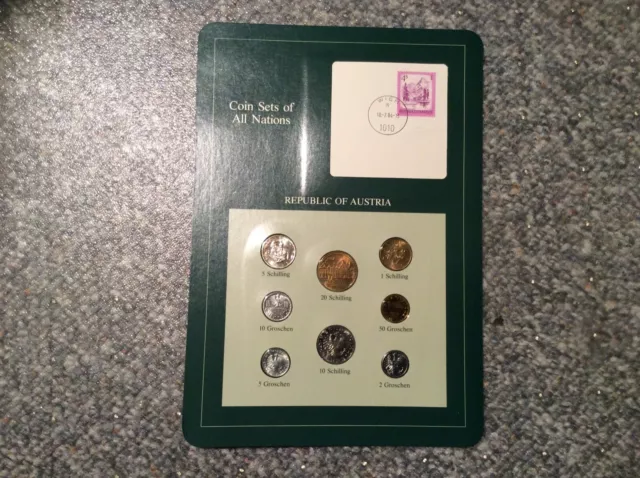 Coin Sets of
All Nations
WIEN
1010
REPUBLIC OF AUSTRIA
5 Schilling
20 Schilling
1 Schilling
10 Groschen
50 Groschen
5 Groschen
10 Schilling
2 Groschen